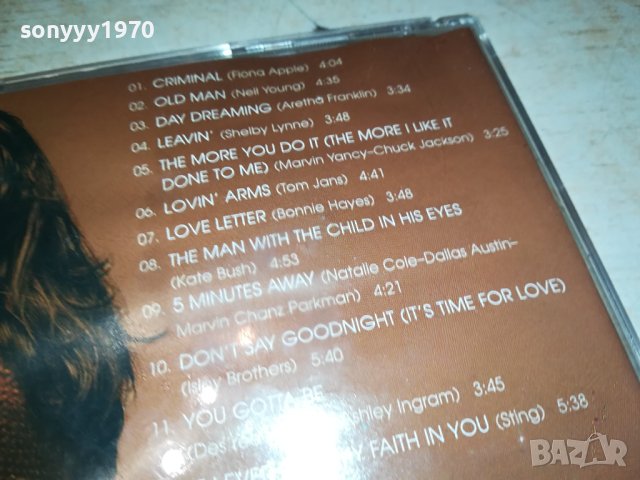 sonyyy1970
01. CRIMINAL (Fiona Apple) 4:04
02. OLD MAN (Neil Young) 4:35
03. DAY DREAMING (Aretha Franklin) 3:34
04. LEAVIN' (Shelby Lynne) 3:48
05. THE MORE YOU DO IT (THE MORE I LIKE IT
DONE TO ME) (Marvin Yancy-Chuck Jackson) 3:25
06. LOVIN' ARMS (Tom Jans) 4:41
07. LOVE LETTER (Bonnie Hayes) 3:48
08. THE MAN WITH THE CHILD IN HIS EYES
(Kate Bush) 4:53
09. 5 MINUTES AWAY (Natalie Cole-Dallas Austin-
Marvin Chanz Parkman) 4:21
10. DON'T SAY GOODNIGHT (IT'S TIME FOR LOVE)
(Isley Brothers) 5:40
11. YOU GOTTA BE
Ashley Ingram) 3:45
FAITH IN YOU (Sting) 5:38
BAZAR